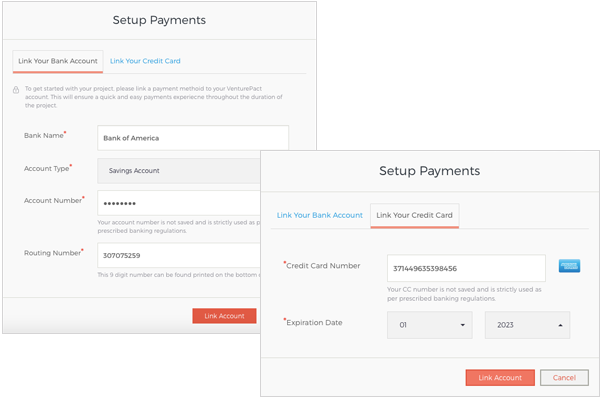 Setup Payments
Link Your Bank Account
Link Your Credit Card
To get started with your project, please link a payment methoid to your VenturePact
account. This will ensure a quick and easy payments experiecne throughout the duration of
the project.
Bank Name*
Bank of America
Account Type*
Savings Account
Account Number*
••••••••
Your account number is not saved and is strictly used as p
prescribed banking regulations.
Routing Number*
307075259
This 9 digit number can be found printed on the bottom
Link Account
Setup Payments
Link Your Bank Account
Link Your Credit Card
*Credit Card Number
371449635398456
Your CC number is not saved and is strictly used as
per prescribed banking regulations.
*Expiration Date
01
2023
Link Account
Cancel